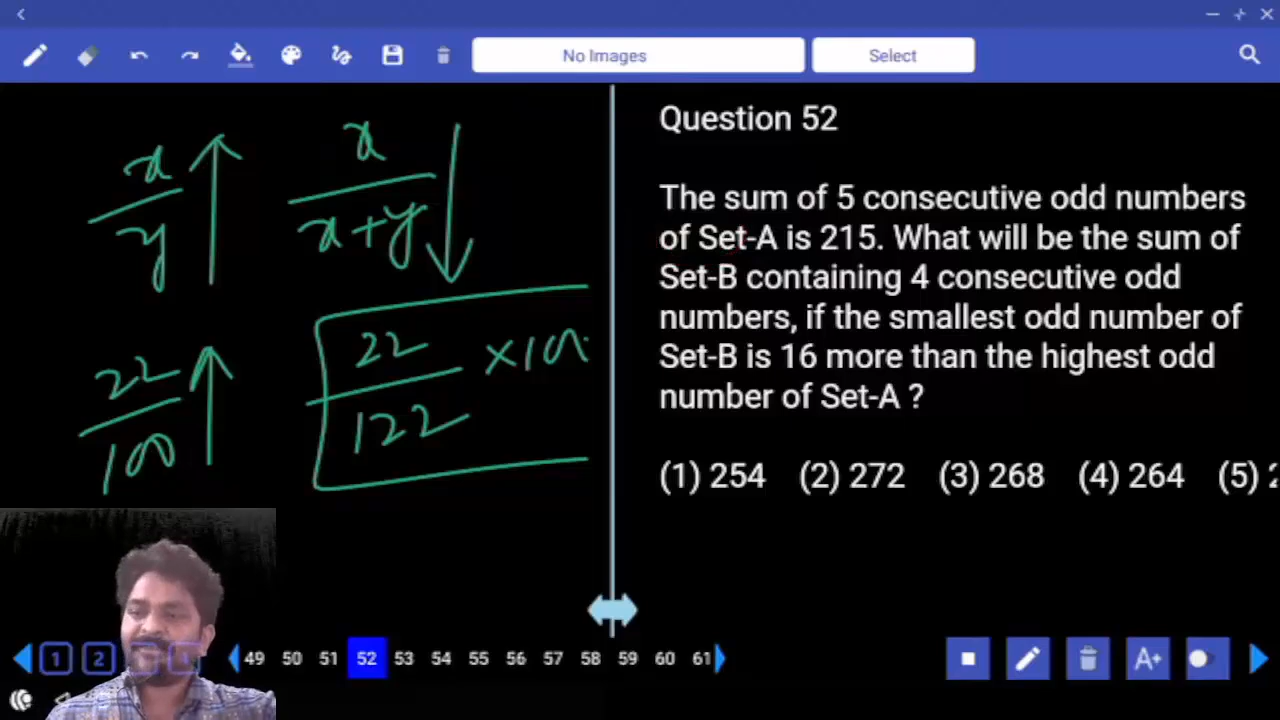 No Images
Select
x
y
x
x+y
22
100
22
122
×100
Question 52
The sum of 5 consecutive odd numbers
of Set-A is 215. What will be the sum of
Set-B containing 4 consecutive odd
numbers, if the smallest odd number of
Set-B is 16 more than the highest odd
number of Set-A ?
(1) 254 (2) 272 (3) 268 (4) 264 (5) 2
1 2
49 50 51 52 53 54 55 56 57 58 59 60 61
A+